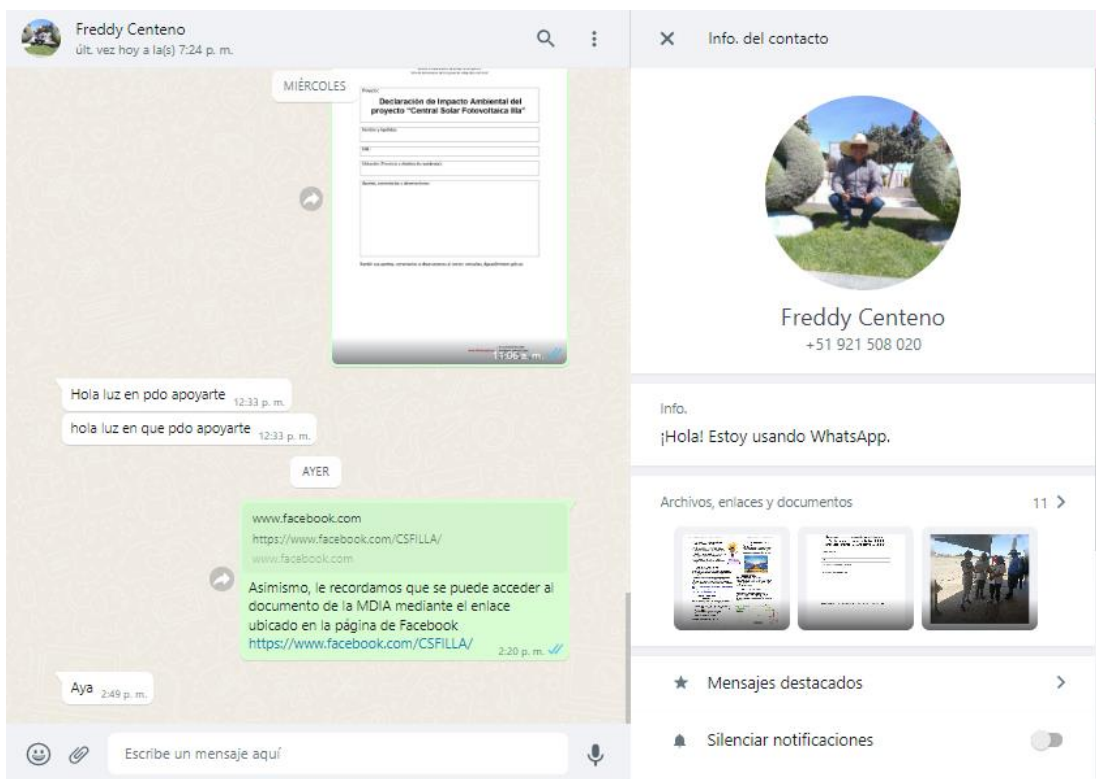 Freddy Centeno
últ. vez hoy a la(s) 7:24 p. m.
MIÉRCOLES
Declaración de Impacto Ambiental del
proyecto "Central Solar Fotovoltaica Illa"
11:06 a. m.
Hola luz en pdo apoyarte 12:33 p. m.
hola luz en que pdo apoyarte 12:33 p. m.
AYER
www.facebook.com
https://www.facebook.com/CSFILLA/
www.facebook.com
Asimismo, le recordamos que se puede acceder al
documento de la MDIA mediante el enlace
ubicado en la página de Facebook
https://www.facebook.com/CSFILLA/ 2:20 p. m.
Aya 2:49 p. m.
Escribe un mensaje aquí
Info. del contacto
Freddy Centeno
+51 921 508 020
Info.
¡Hola! Estoy usando WhatsApp.
Archivos, enlaces y documentos 11
Mensajes destacados
Silenciar notificaciones